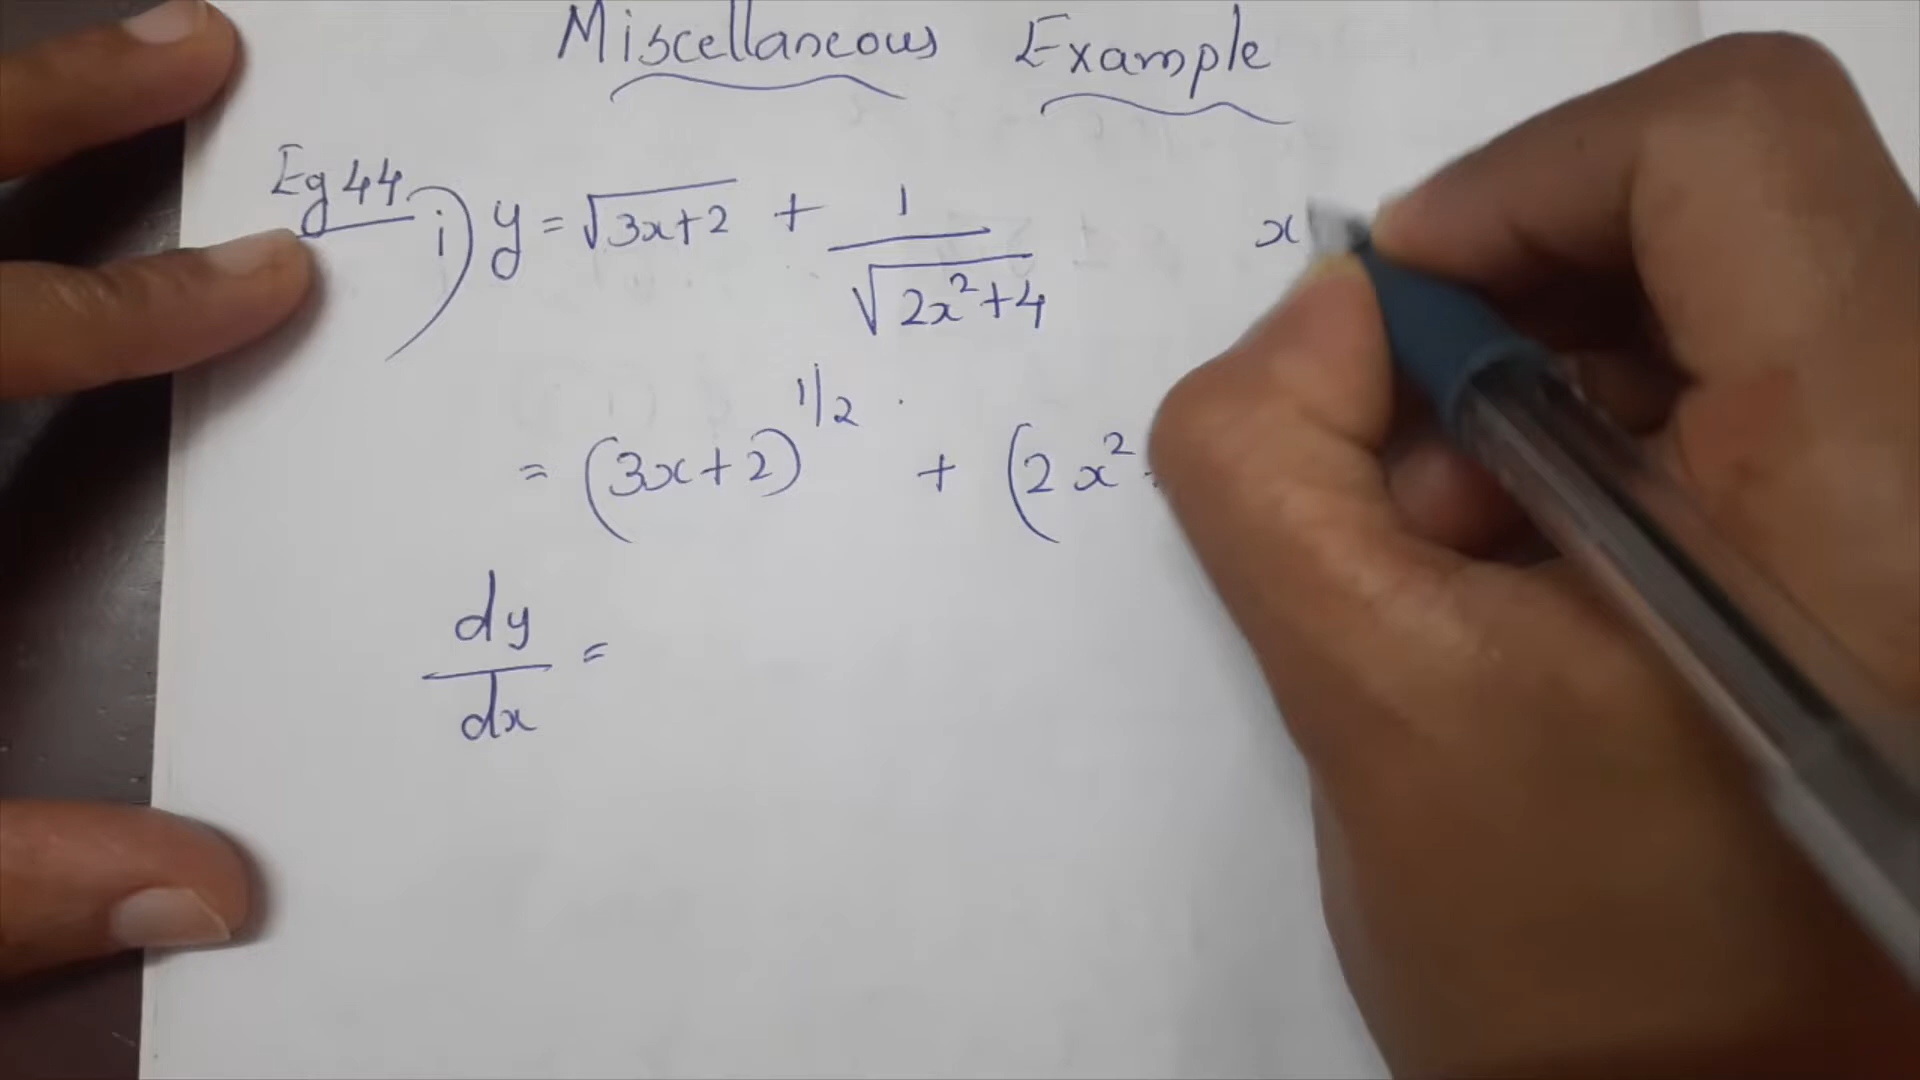 Miscellaneous Example
Eg 44 i) y = √3x+2 + 1/√2x²+4 x
= (3x+2)^1/2 + (2x²
dy/dx =